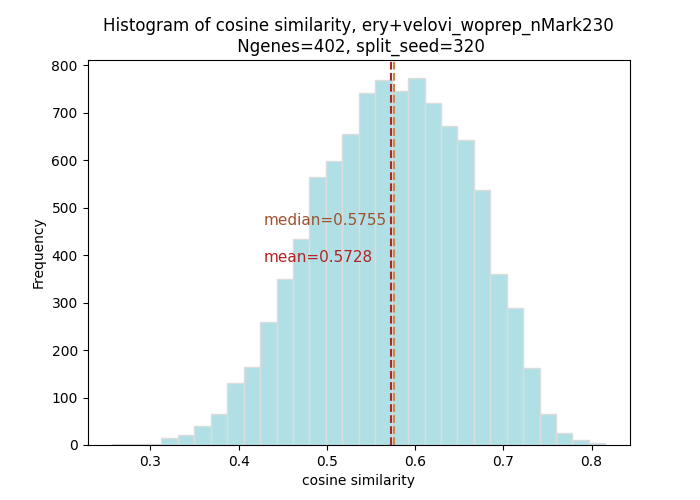 Histogram of cosine similarity, ery+velovi_woprep_nMark230
Ngenes=402, split_seed=320
800
700
600
500
400
300
200
100
0
Frequency
median=0.5755
mean=0.5728
0.3 0.4 0.5 0.6 0.7 0.8
cosine similarity